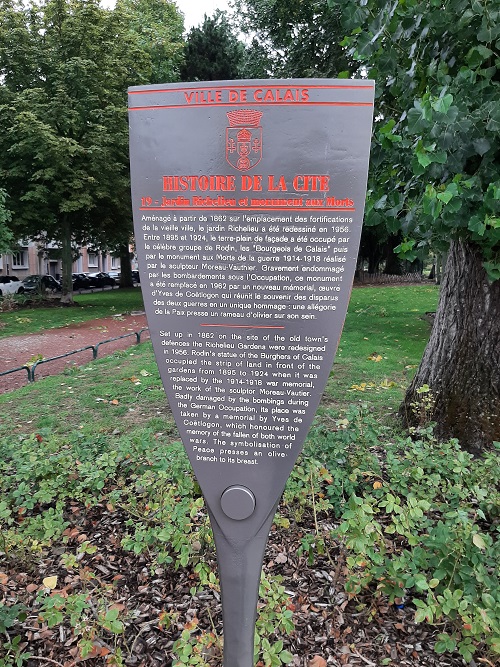 VILLE DE CALAIS
HISTOIRE DE LA CITE
19 - Jardin Richelieu et monument aux Morts
Aménagé à partir de 1862 sur l'emplacement des fortifications
de la vieille ville, le jardin Richelieu a été redessiné en 1956.
Entre 1895 et 1924, le terre-plein de façade a été occupé par
le célèbre groupe de Rodin, les "Bourgeois de Calais" puis
par le monument aux Morts de la guerre 1914-1918 réalisé
par le sculpteur Moreau-Vauthier. Gravement endommagé
par les bombardements sous l'Occupation, ce monument
a été remplacé en 1962 par un nouveau mémorial, œuvre
d'Yves de Coëtlogon qui réunit le souvenir des disparus
des deux guerres en un unique hommage : une allégorie
de la Paix presse un rameau d'olivier sur son sein.
Set up in 1862 on the site of the old town's
defences the Richelieu Gardens were redesigned
in 1956. Rodin's statue of the Burghers of Calais
occupied the strip of land in front of the
gardens from 1895 to 1924 when it was
replaced by the 1914-1918 war memorial,
the work of the sculptor Moreau-Vautier.
Badly damaged by the bombings during
the German Occupation, its place was
taken by a memorial by Yves de
Coëtlogon, which honoured the
memory of the fallen of both world
wars. The symbolisation of
Peace presses an olive-
branch to its breast.